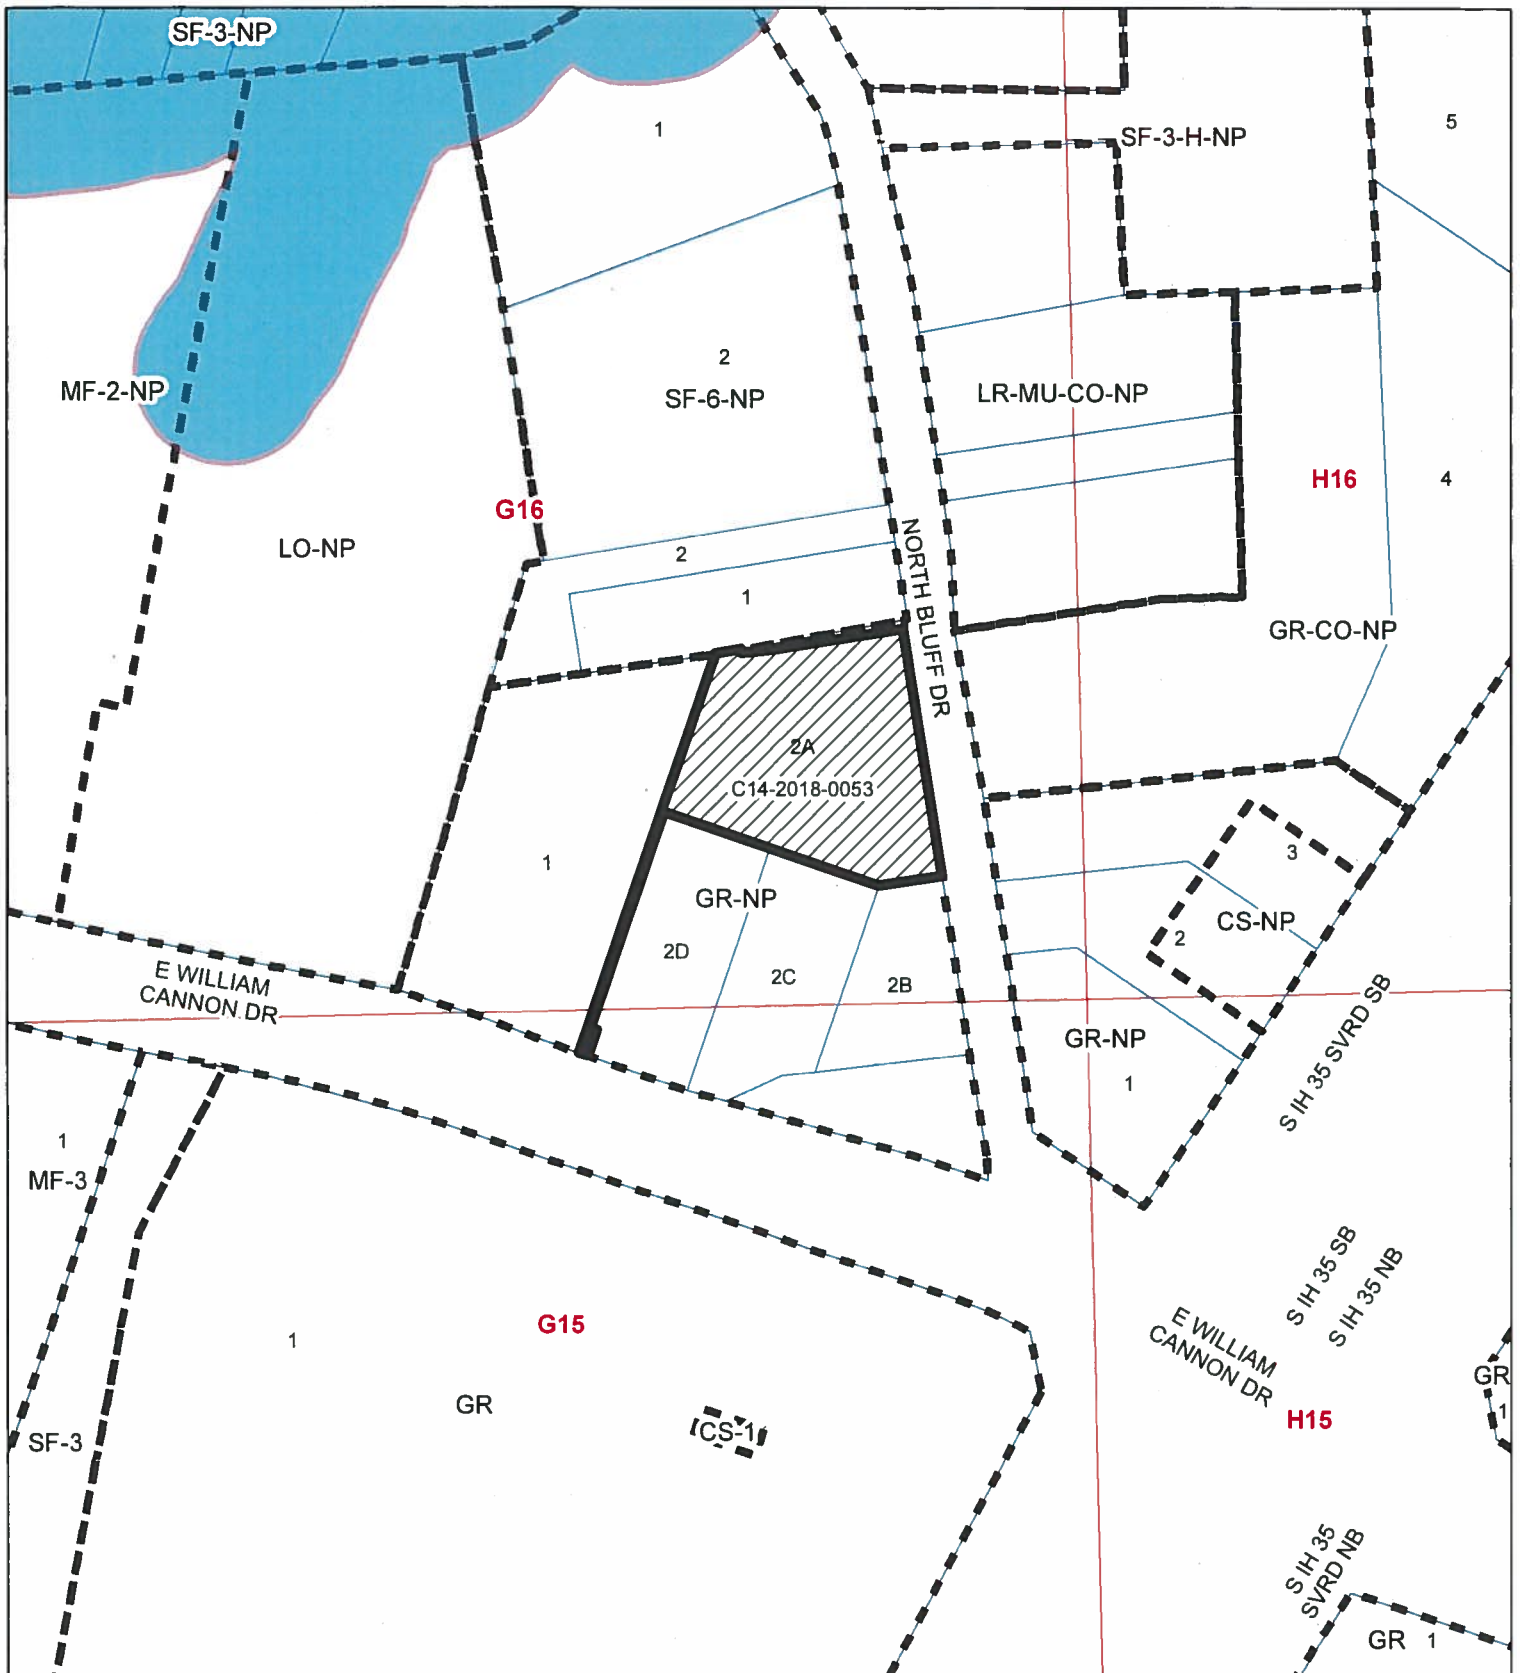 SF-3-NP
1
SF-3-H-NP
5
2
SF-6-NP
MF-2-NP
LR-MU-CO-NP
G16
H16
4
LO-NP
2
1
NORTH BLUFF DR
GR-CO-NP
2A
C14-2018-0053
1
3
GR-NP
CS-NP
2
2D
2C
2B
E WILLIAM
CANNON DR
GR-NP
1
S IH 35 SVRD SB
1
MF-3
S IH 35 SB
S IH 35 NB
G15
1
E WILLIAM
CANNON DR
GR
1
H15
GR
CS-1
SF-3
S IH 35
SVRD NB
GR 1